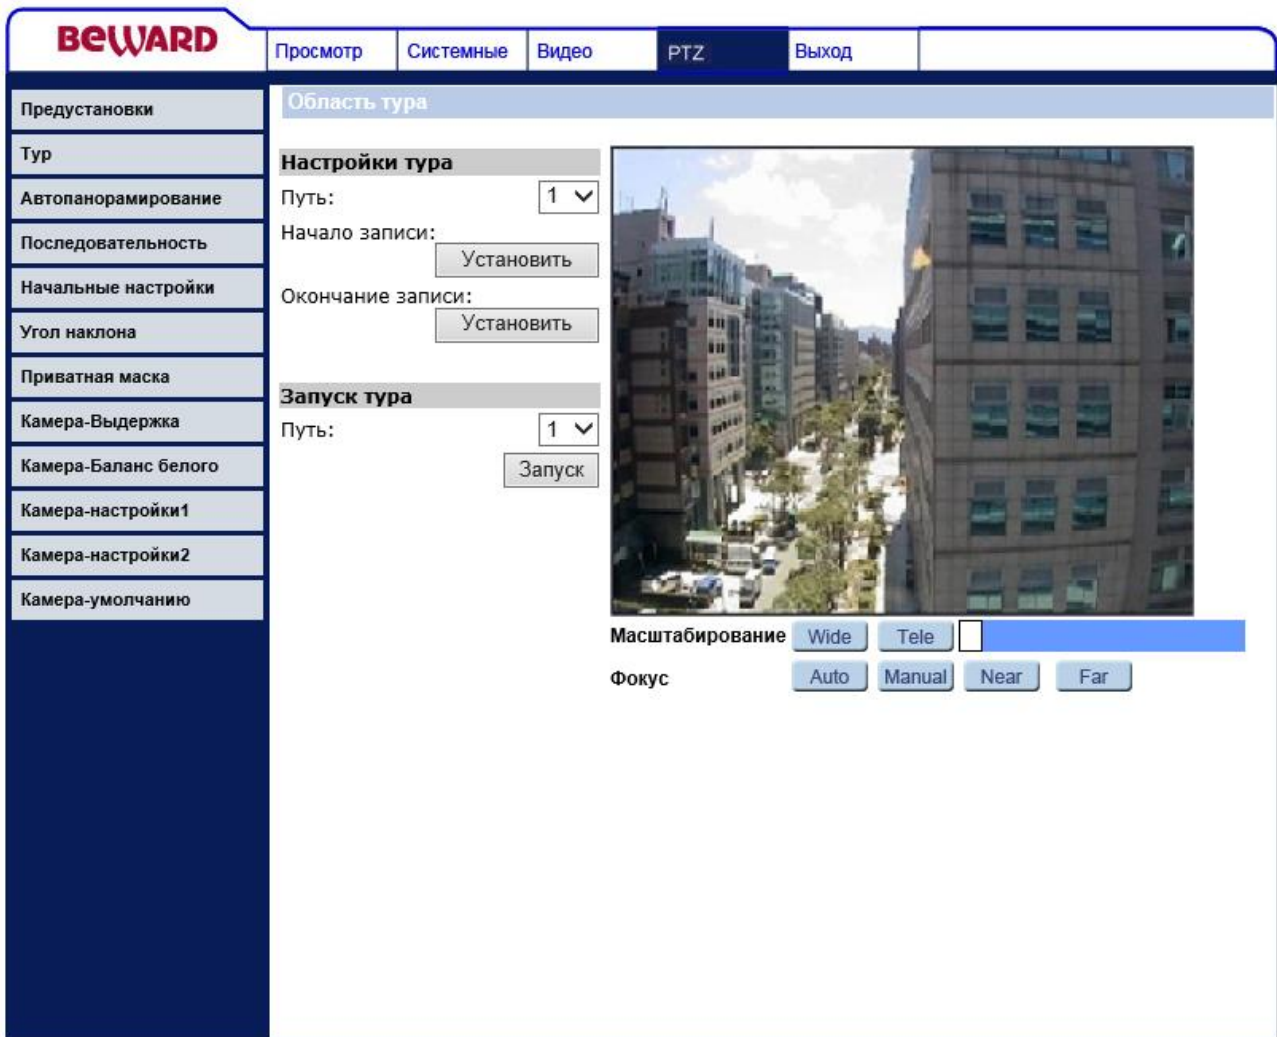 BEWARD
Просмотр Системные Видео PTZ Выход
Предустановки
Тур
Автопанорамирование
Последовательность
Начальные настройки
Угол наклона
Приватная маска
Камера-Выдержка
Камера-Баланс белого
Камера-настройки1
Камера-настройки2
Камера-умолчанию
Область тура
Настройки тура
Путь: 1
Начало записи:
Установить
Окончание записи:
Установить
Запуск тура
Путь: 1
Запуск
Масштабирование Wide Tele
Фокус Auto Manual Near Far